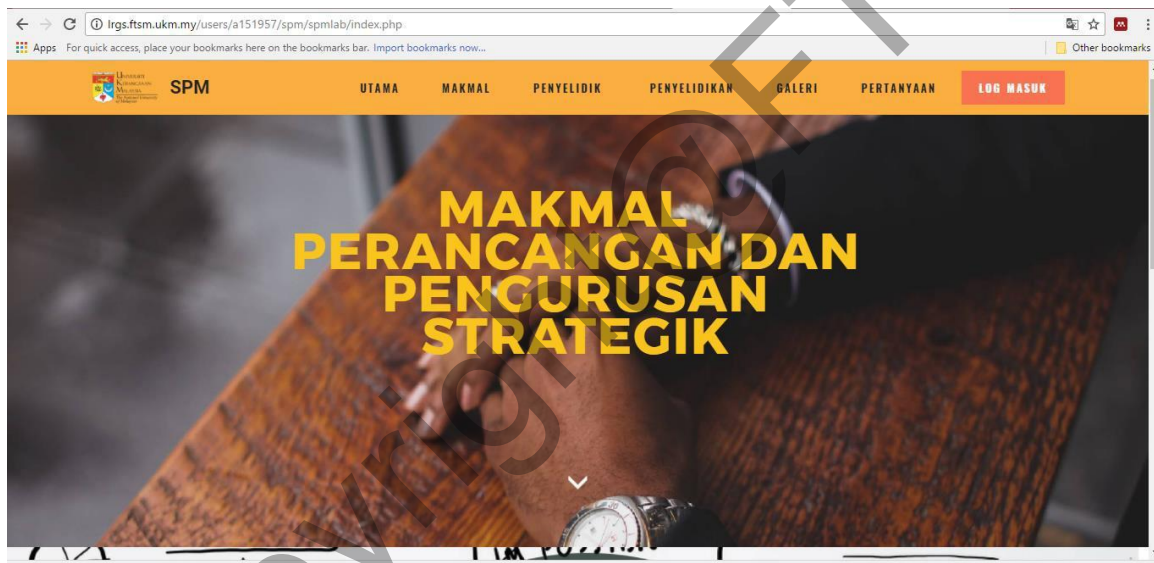 lrgs.ftsm.ukm.my/users/a151957/spm/spmlab/index.php
Apps For quick access, place your bookmarks here on the bookmarks bar. Import bookmarks now... Other bookmarks
SPM UTAMA MAKMAL PENYELIDIK PENYELIDIKAN GALERI PERTANYAAN LOG MASUK
MAKMAL
PERANCANGAN DAN
PENGURUSAN
STRATEGIK